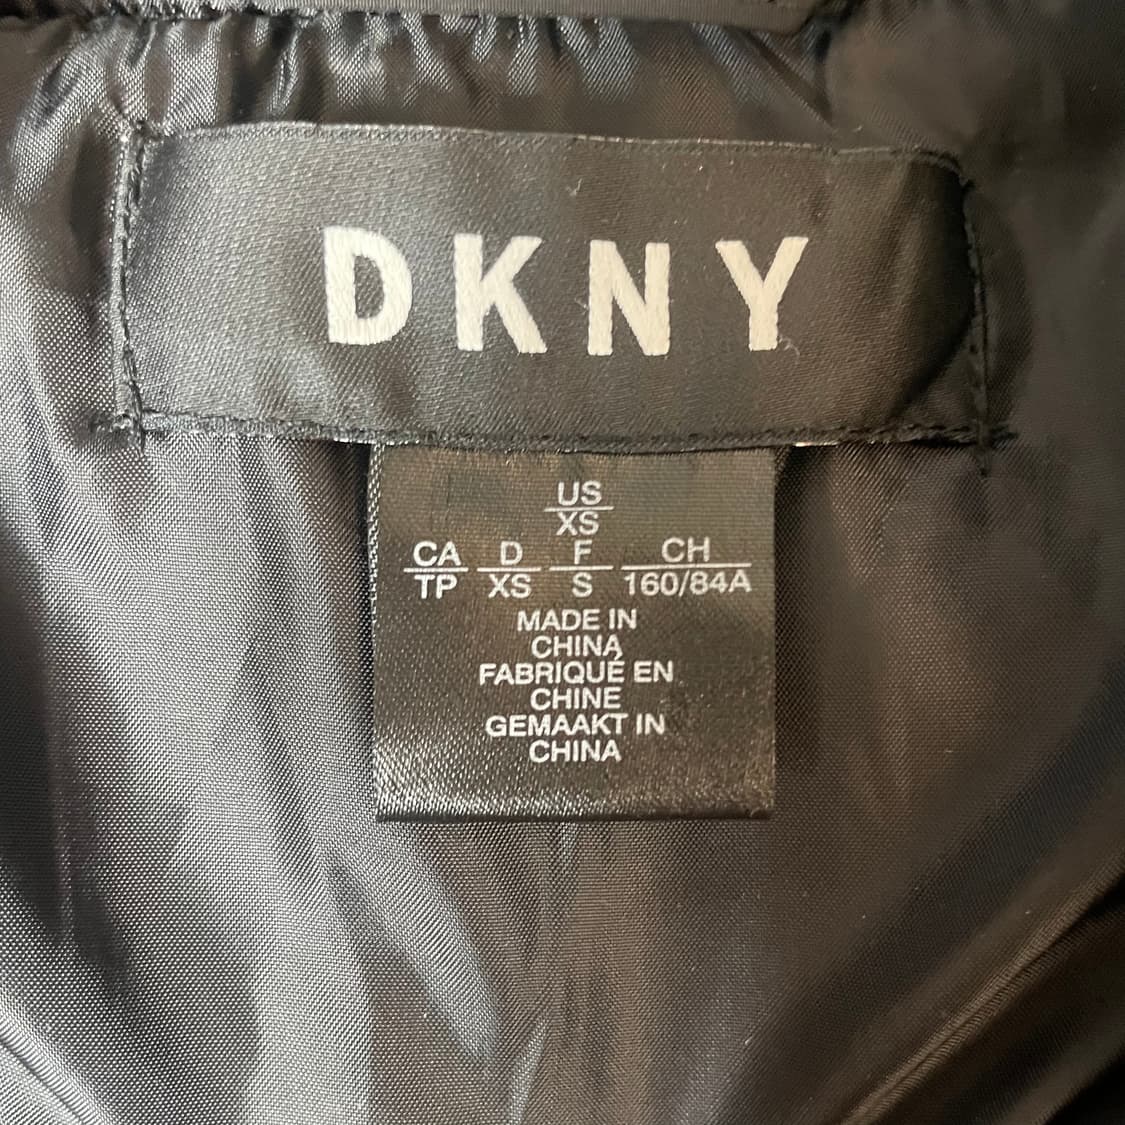 DKNY
US
XS
CA D F CH
TP XS S 160/84A
MADE IN
CHINA
FABRIQUÉ EN
CHINE
GEMAAKT IN
CHINA